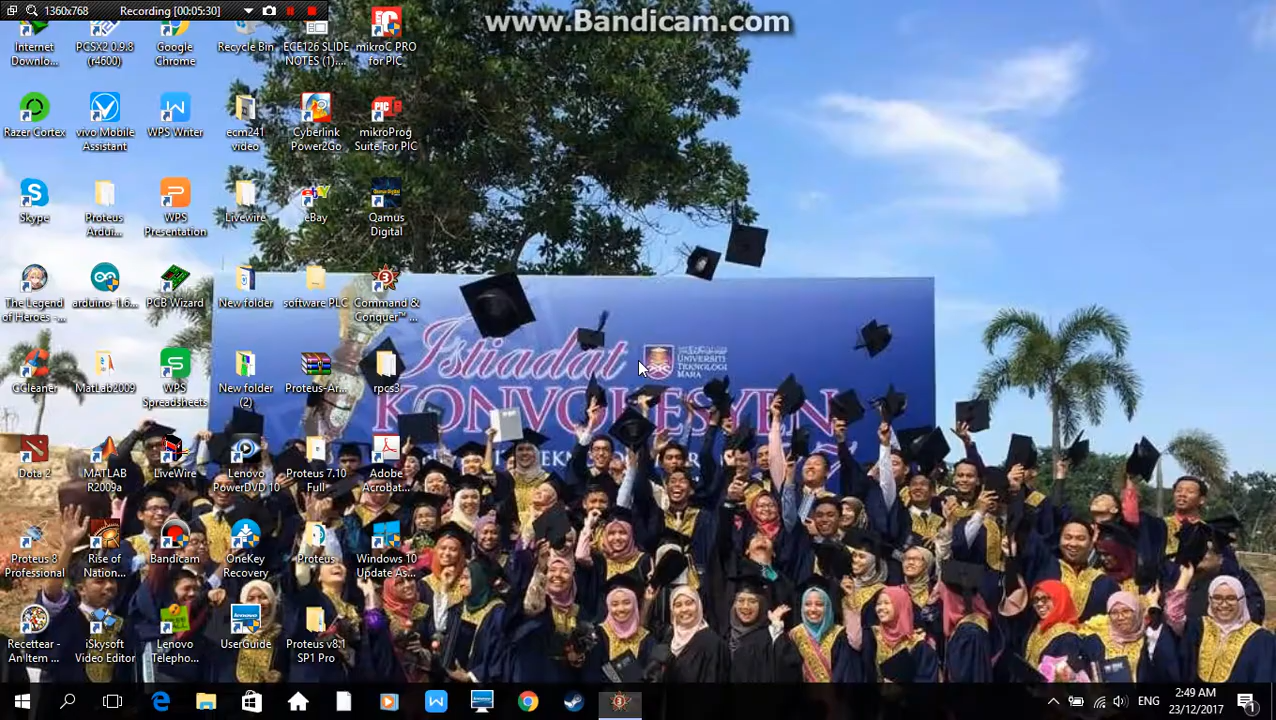 1360x768 Recording [00:05:30]
www.Bandicam.com
Internet Downlo...
PCSX2 0.9.8 (r4600)
Google Chrome
Recycle Bin
ECE126 SLIDE NOTES (1)....
mikroC PRO for PIC
Razer Cortex
vivo Mobile Assistant
WPS Writer
ecm241 video
Cyberlink Power2Go
mikroProg Suite For PIC
Skype
Proteus Ardui...
WPS Presentation
Livewire
eBay
Qamus Digital
The Legend of Heroes -...
arduino-1.6...
PCB Wizard
New folder
software PLC
Command & Conquer™ ...
CCleaner
MatLab2009
WPS Spreadsheets
New folder (2)
Proteus-Ar...
rpcs3
Dota 2
MATLAB R2009a
LiveWire
Lenovo PowerDVD 10
Proteus 7.10 Full
Adobe Acrobat...
Proteus 8 Professional
Rise of Nation...
Bandicam
OneKey Recovery
Proteus
Windows 10 Update As...
Recettear - An Item ...
iSkysoft Video Editor
Lenovo Telepho...
UserGuide
Proteus v8.1 SP1 Pro
Istiadat
UNIVERSITI
TEKNOLOGI
MARA
KONVOKESYEN
ENG
2:49 AM
23/12/2017